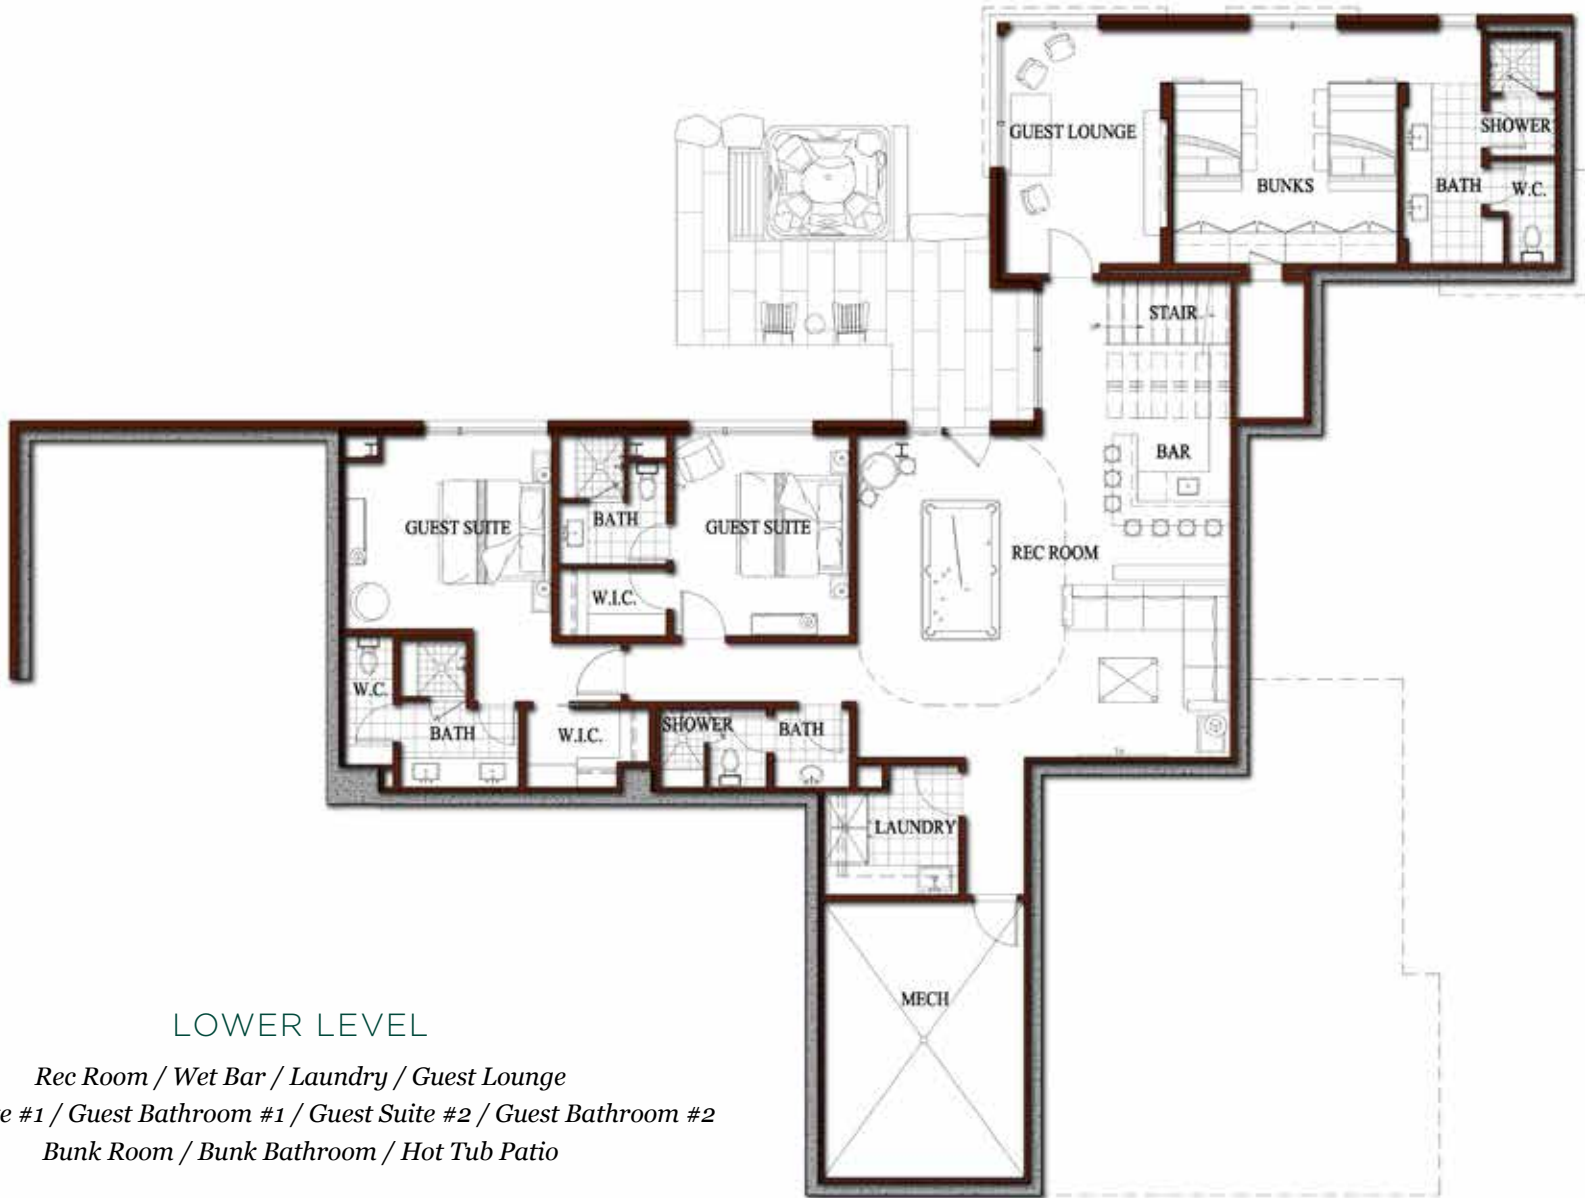 GUEST LOUNGE
BUNKS
BATH
SHOWER
W.C.
STAIR
BAR
GUEST SUITE
BATH
GUEST SUITE
REC ROOM
W.I.C.
W.C.
BATH
W.I.C.
SHOWER
BATH
LAUNDRY
MECH
LOWER LEVEL
Rec Room / Wet Bar / Laundry / Guest Lounge
#1 / Guest Bathroom #1 / Guest Suite #2 / Guest Bathroom #2
Bunk Room / Bunk Bathroom / Hot Tub Patio